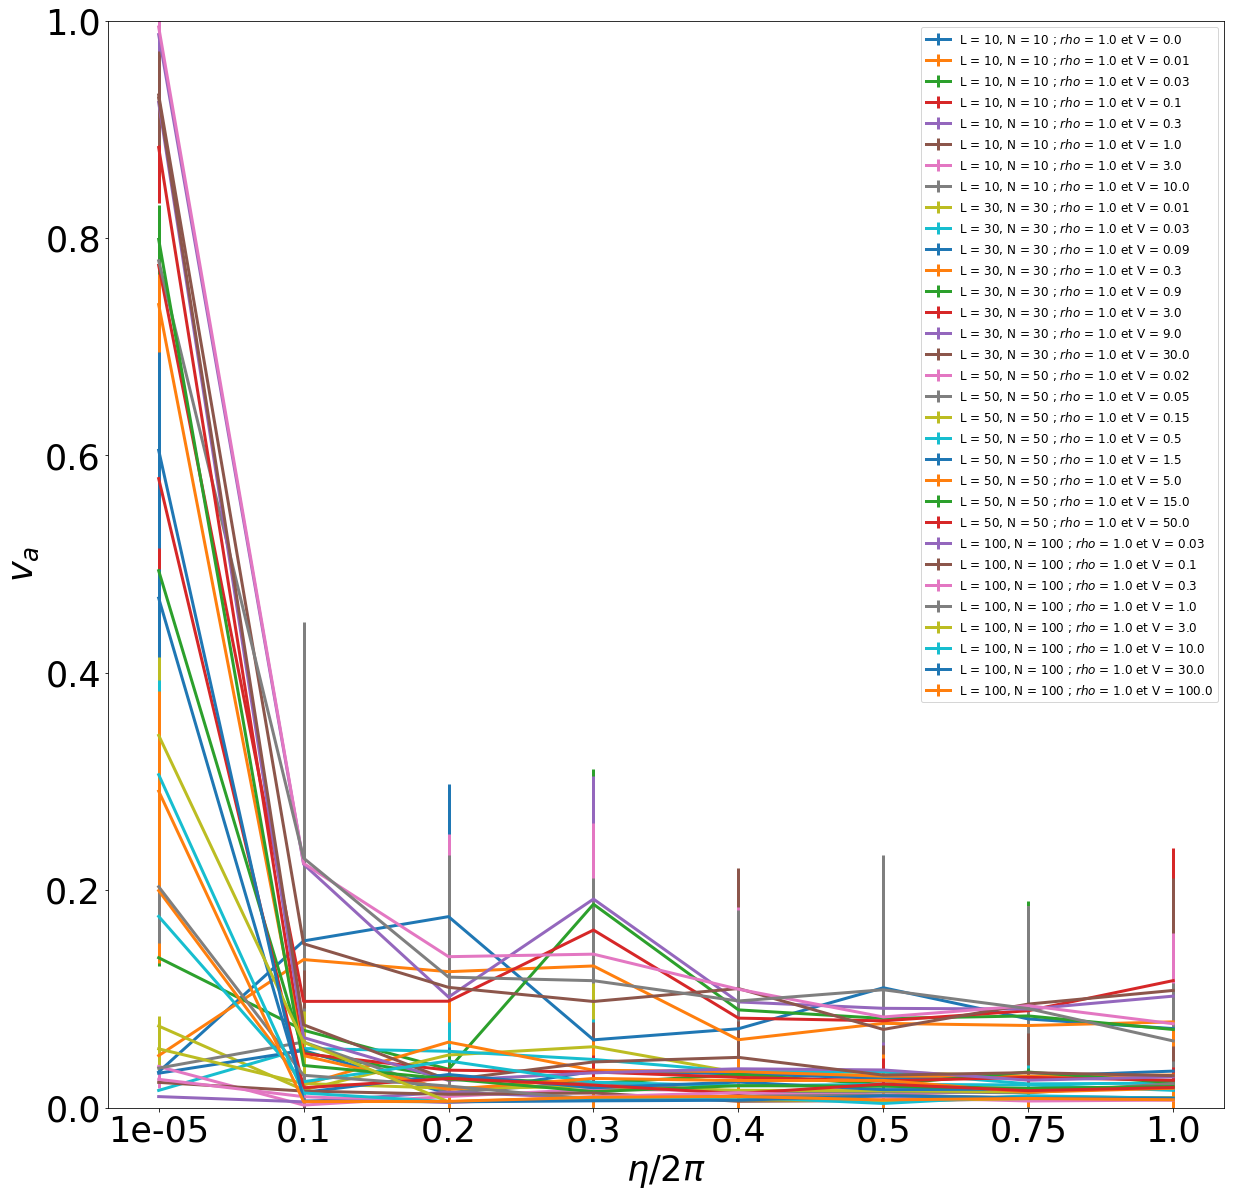 1.0
0.8
0.6
0.4
0.2
0.0
v_a
1e-05 0.1 0.2 0.3 0.4 0.5 0.75 1.0
η/2π
L = 10, N = 10 ; rho = 1.0 et V = 0.0
L = 10, N = 10 ; rho = 1.0 et V = 0.01
L = 10, N = 10 ; rho = 1.0 et V = 0.03
L = 10, N = 10 ; rho = 1.0 et V = 0.1
L = 10, N = 10 ; rho = 1.0 et V = 0.3
L = 10, N = 10 ; rho = 1.0 et V = 1.0
L = 10, N = 10 ; rho = 1.0 et V = 3.0
L = 10, N = 10 ; rho = 1.0 et V = 10.0
L = 30, N = 30 ; rho = 1.0 et V = 0.01
L = 30, N = 30 ; rho = 1.0 et V = 0.03
L = 30, N = 30 ; rho = 1.0 et V = 0.09
L = 30, N = 30 ; rho = 1.0 et V = 0.3
L = 30, N = 30 ; rho = 1.0 et V = 0.9
L = 30, N = 30 ; rho = 1.0 et V = 3.0
L = 30, N = 30 ; rho = 1.0 et V = 9.0
L = 30, N = 30 ; rho = 1.0 et V = 30.0
L = 50, N = 50 ; rho = 1.0 et V = 0.02
L = 50, N = 50 ; rho = 1.0 et V = 0.05
L = 50, N = 50 ; rho = 1.0 et V = 0.15
L = 50, N = 50 ; rho = 1.0 et V = 0.5
L = 50, N = 50 ; rho = 1.0 et V = 1.5
L = 50, N = 50 ; rho = 1.0 et V = 5.0
L = 50, N = 50 ; rho = 1.0 et V = 15.0
L = 50, N = 50 ; rho = 1.0 et V = 50.0
L = 100, N = 100 ; rho = 1.0 et V = 0.03
L = 100, N = 100 ; rho = 1.0 et V = 0.1
L = 100, N = 100 ; rho = 1.0 et V = 0.3
L = 100, N = 100 ; rho = 1.0 et V = 1.0
L = 100, N = 100 ; rho = 1.0 et V = 3.0
L = 100, N = 100 ; rho = 1.0 et V = 10.0
L = 100, N = 100 ; rho = 1.0 et V = 30.0
L = 100, N = 100 ; rho = 1.0 et V = 100.0